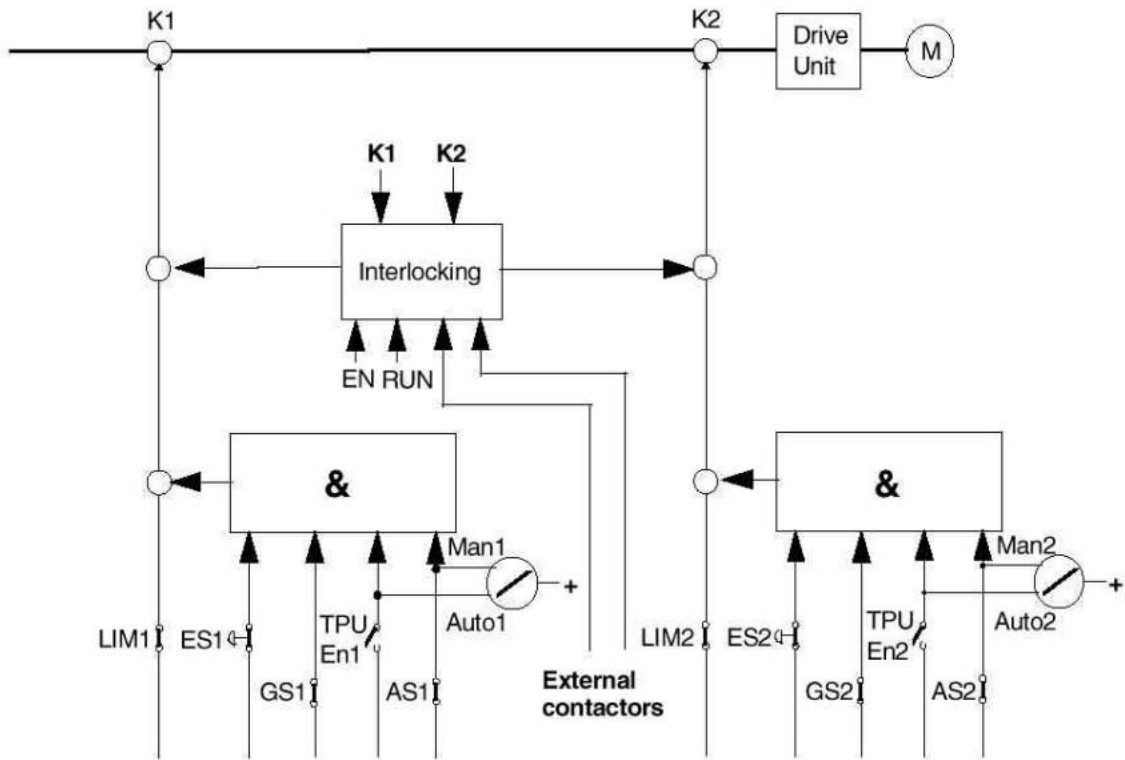 K1
K2
Drive
Unit
M
K1
K2
Interlocking
EN RUN
&
&
Man1
+
Auto1
Man2
+
Auto2
LIM1
ES1
TPU
En1
GS1
AS1
External
contactors
LIM2
ES2
TPU
En2
GS2
AS2